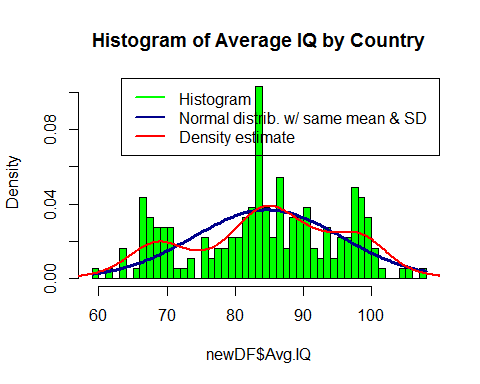 Histogram of Average IQ by Country
Histogram
Normal distrib. w/ same mean & SD
Density estimate
Density
0.00
0.04
0.08
60
70
80
90
100
newDF$Avg.IQ